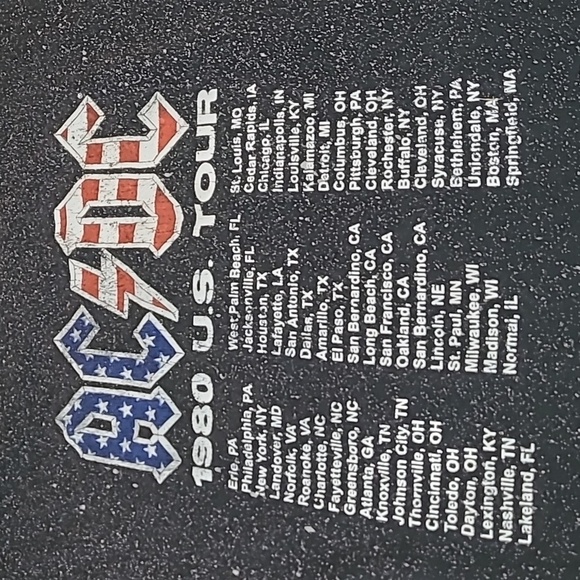 AC/DC
1980 U.S. TOUR
Erie, PA
Philadelphia, PA
New York, NY
Landover, MD
Norfolk, VA
Roanoke, VA
Charlotte, NC
Fayetteville, NC
Greensboro, NC
Atlanta, GA
Knoxville, TN
Johnson City, TN
Thornville, OH
Cincinnati, OH
Toledo, OH
Dayton, OH
Lexington, KY
Nashville, TN
Lakeland, FL
West Palm Beach, FL
Jacksonville, FL
Houston, TX
Lafayette, LA
San Antonio, TX
Dallas, TX
Amarillo, TX
El Paso, TX
San Bernardino, CA
Long Beach, CA
San Francisco, CA
Oakland, CA
San Bernardino, CA
Lincoln, NE
St. Paul, MN
Milwaukee, WI
Madison, WI
Normal, IL
St. Louis, MO
Cedar Rapids, IA
Chicago, IL
Indianapolis, IN
Louisville, KY
Kalamazoo, MI
Detroit, MI
Columbus, OH
Pittsburgh, PA
Cleveland, OH
Rochester, NY
Buffalo, NY
Cleveland, OH
Syracuse, NY
Bethlehem, PA
Uniondale, NY
Boston, MA
Springfield, MA